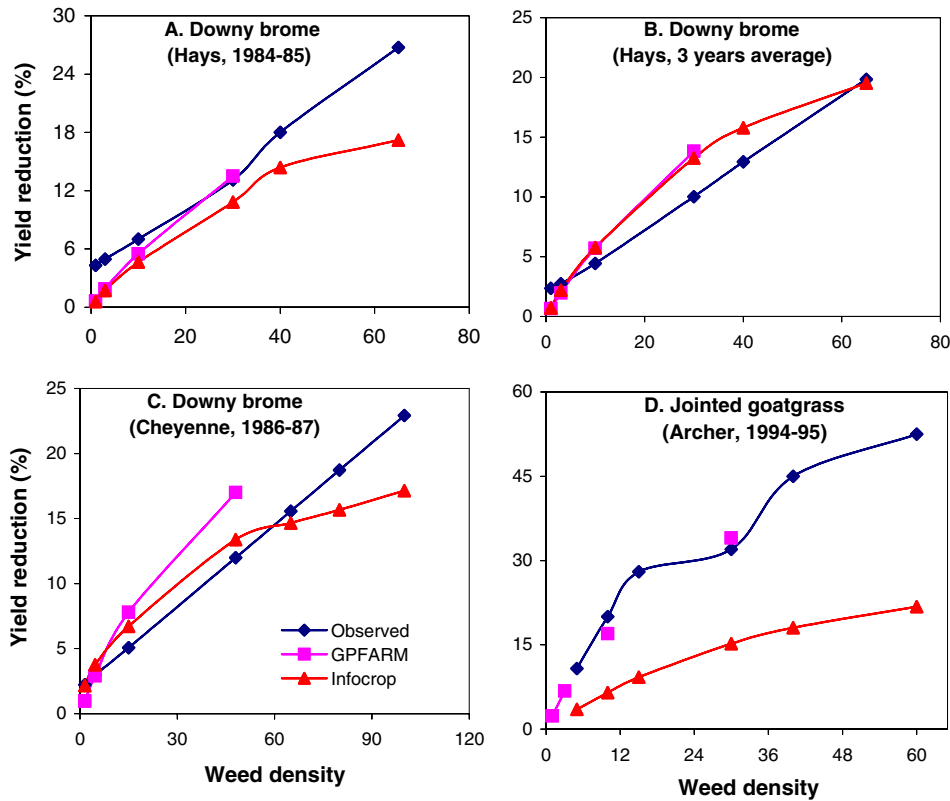 A. Downy brome
(Hays, 1984-85)
Yield reduction (%)
30
24
18
12
6
0
0
20
40
60
80
B. Downy brome
(Hays, 3 years average)
25
20
15
10
5
0
0
20
40
60
80
C. Downy brome
(Cheyenne, 1986-87)
Yield reduction (%)
25
20
15
10
5
0
0
30
60
90
120
Observed
GPFARM
Infocrop
Weed density
D. Jointed goatgrass
(Archer, 1994-95)
60
45
30
15
0
0
12
24
36
48
60
Weed density